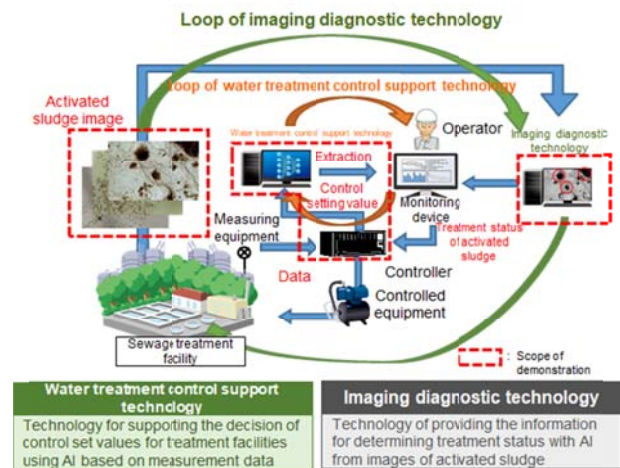 Loop of imaging diagnostic technology
Loop of water treatment control support technology
Activated
sludge image
Water treatment control support technology
Operator
Imaging diagnostic
technology
Extraction
Control
setting value
Monitoring
device
Measuring
equipment
Treatment status
of activated
sludge
Data
Controller
Controlled
equipment
Sewage treatment
facility
: Scope of
demonstration
Water treatment control support
technology
Technology for supporting the decision of
control set values for treatment facilities
using AI based on measurement data
Imaging diagnostic technology
Technology of providing the information
for determining treatment status with AI
from images of activated sludge